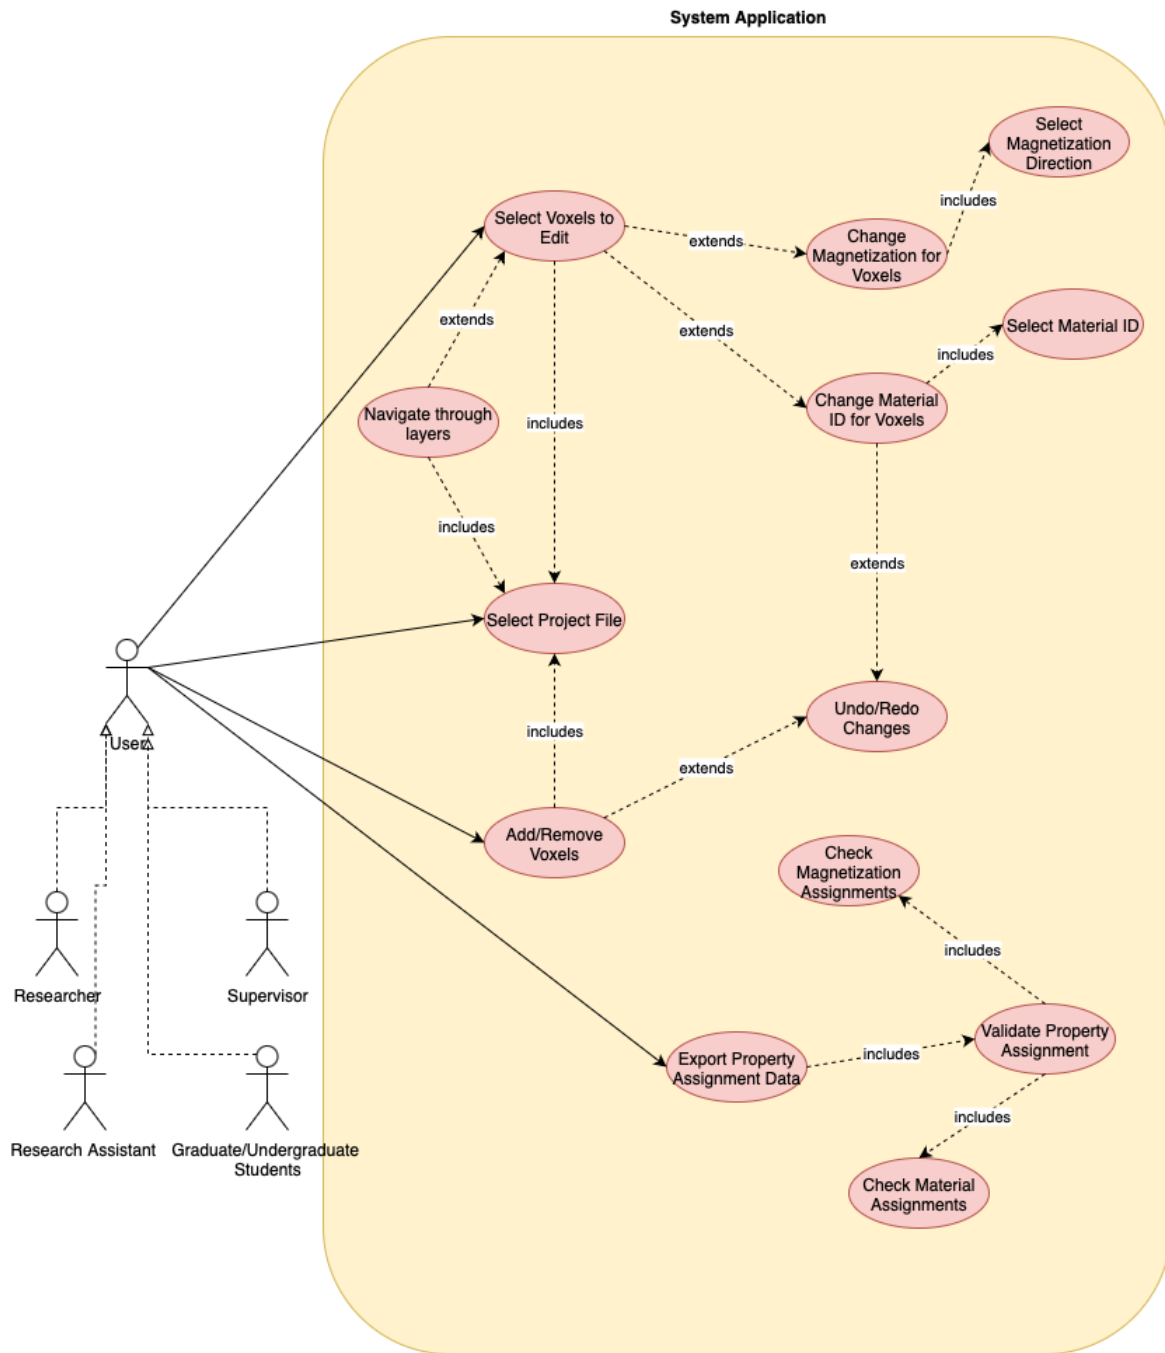 System Application
Select
Magnetization
Direction
includes
Select Voxels to
Edit
extends
Change
Magnetization for
Voxels
extends
extends
Select Material ID
includes
Navigate through
layers
includes
Change Material
ID for Voxels
includes
extends
Select Project File
User
includes
Undo/Redo
Changes
extends
Add/Remove
Voxels
Check
Magnetization
Assignments
includes
Researcher
Supervisor
Export Property
Assignment Data
includes
Validate Property
Assignment
includes
Research Assistant
Graduate/Undergraduate
Students
Check Material
Assignments